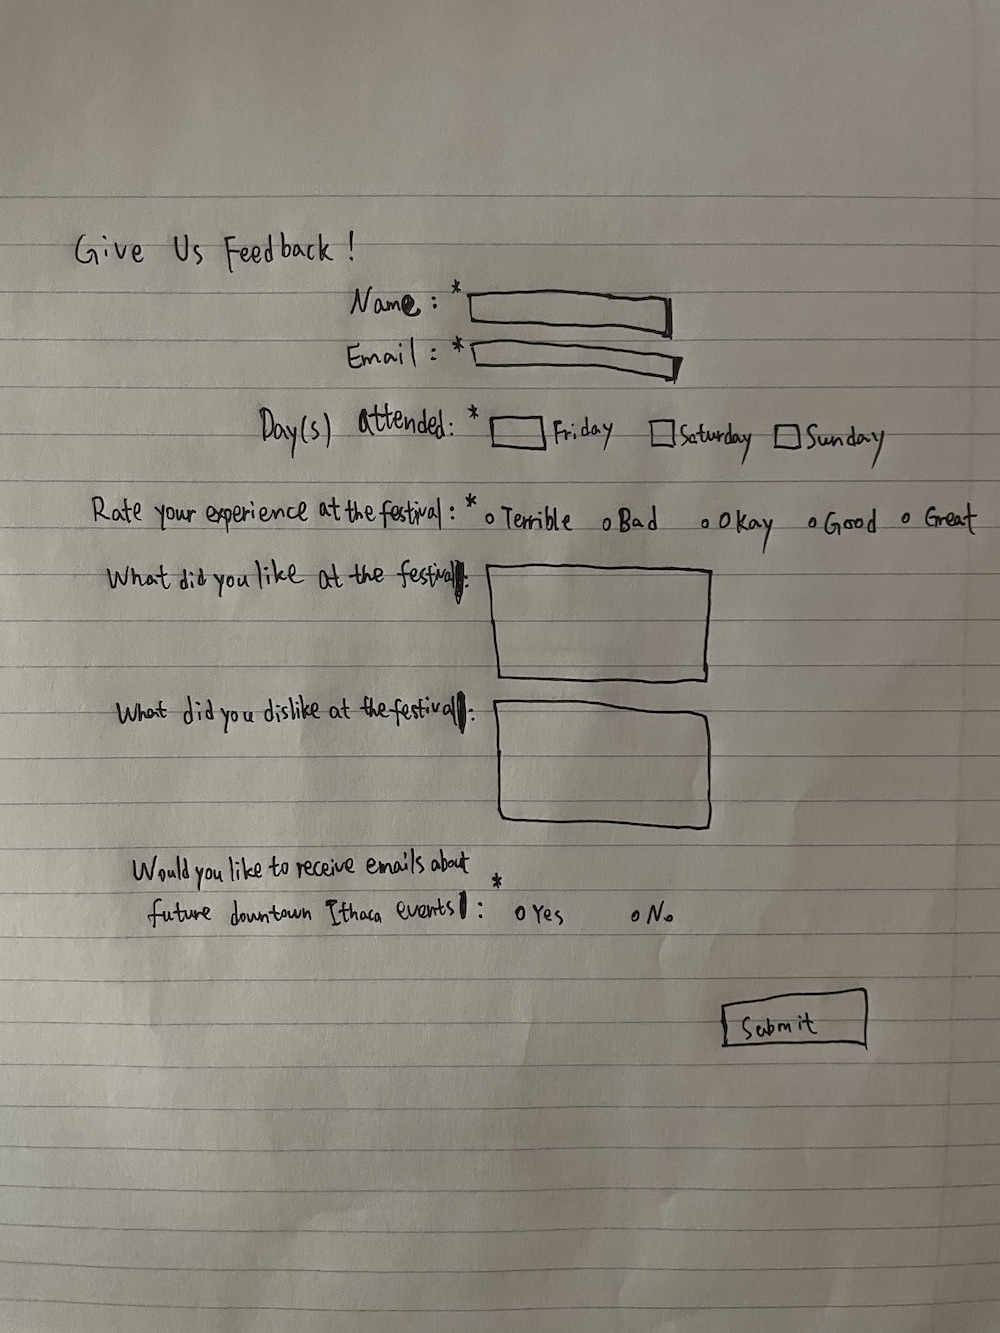 Give Us Feedback!
Name: *
Email: *
Day(s) attended: * Friday Saturday Sunday
Rate your experience at the festival: * Terrible Bad Okay Good Great
What did you like at the festival:
What did you dislike at the festival:
Would you like to receive emails about
future downtown Ithaca events: * Yes No
Submit